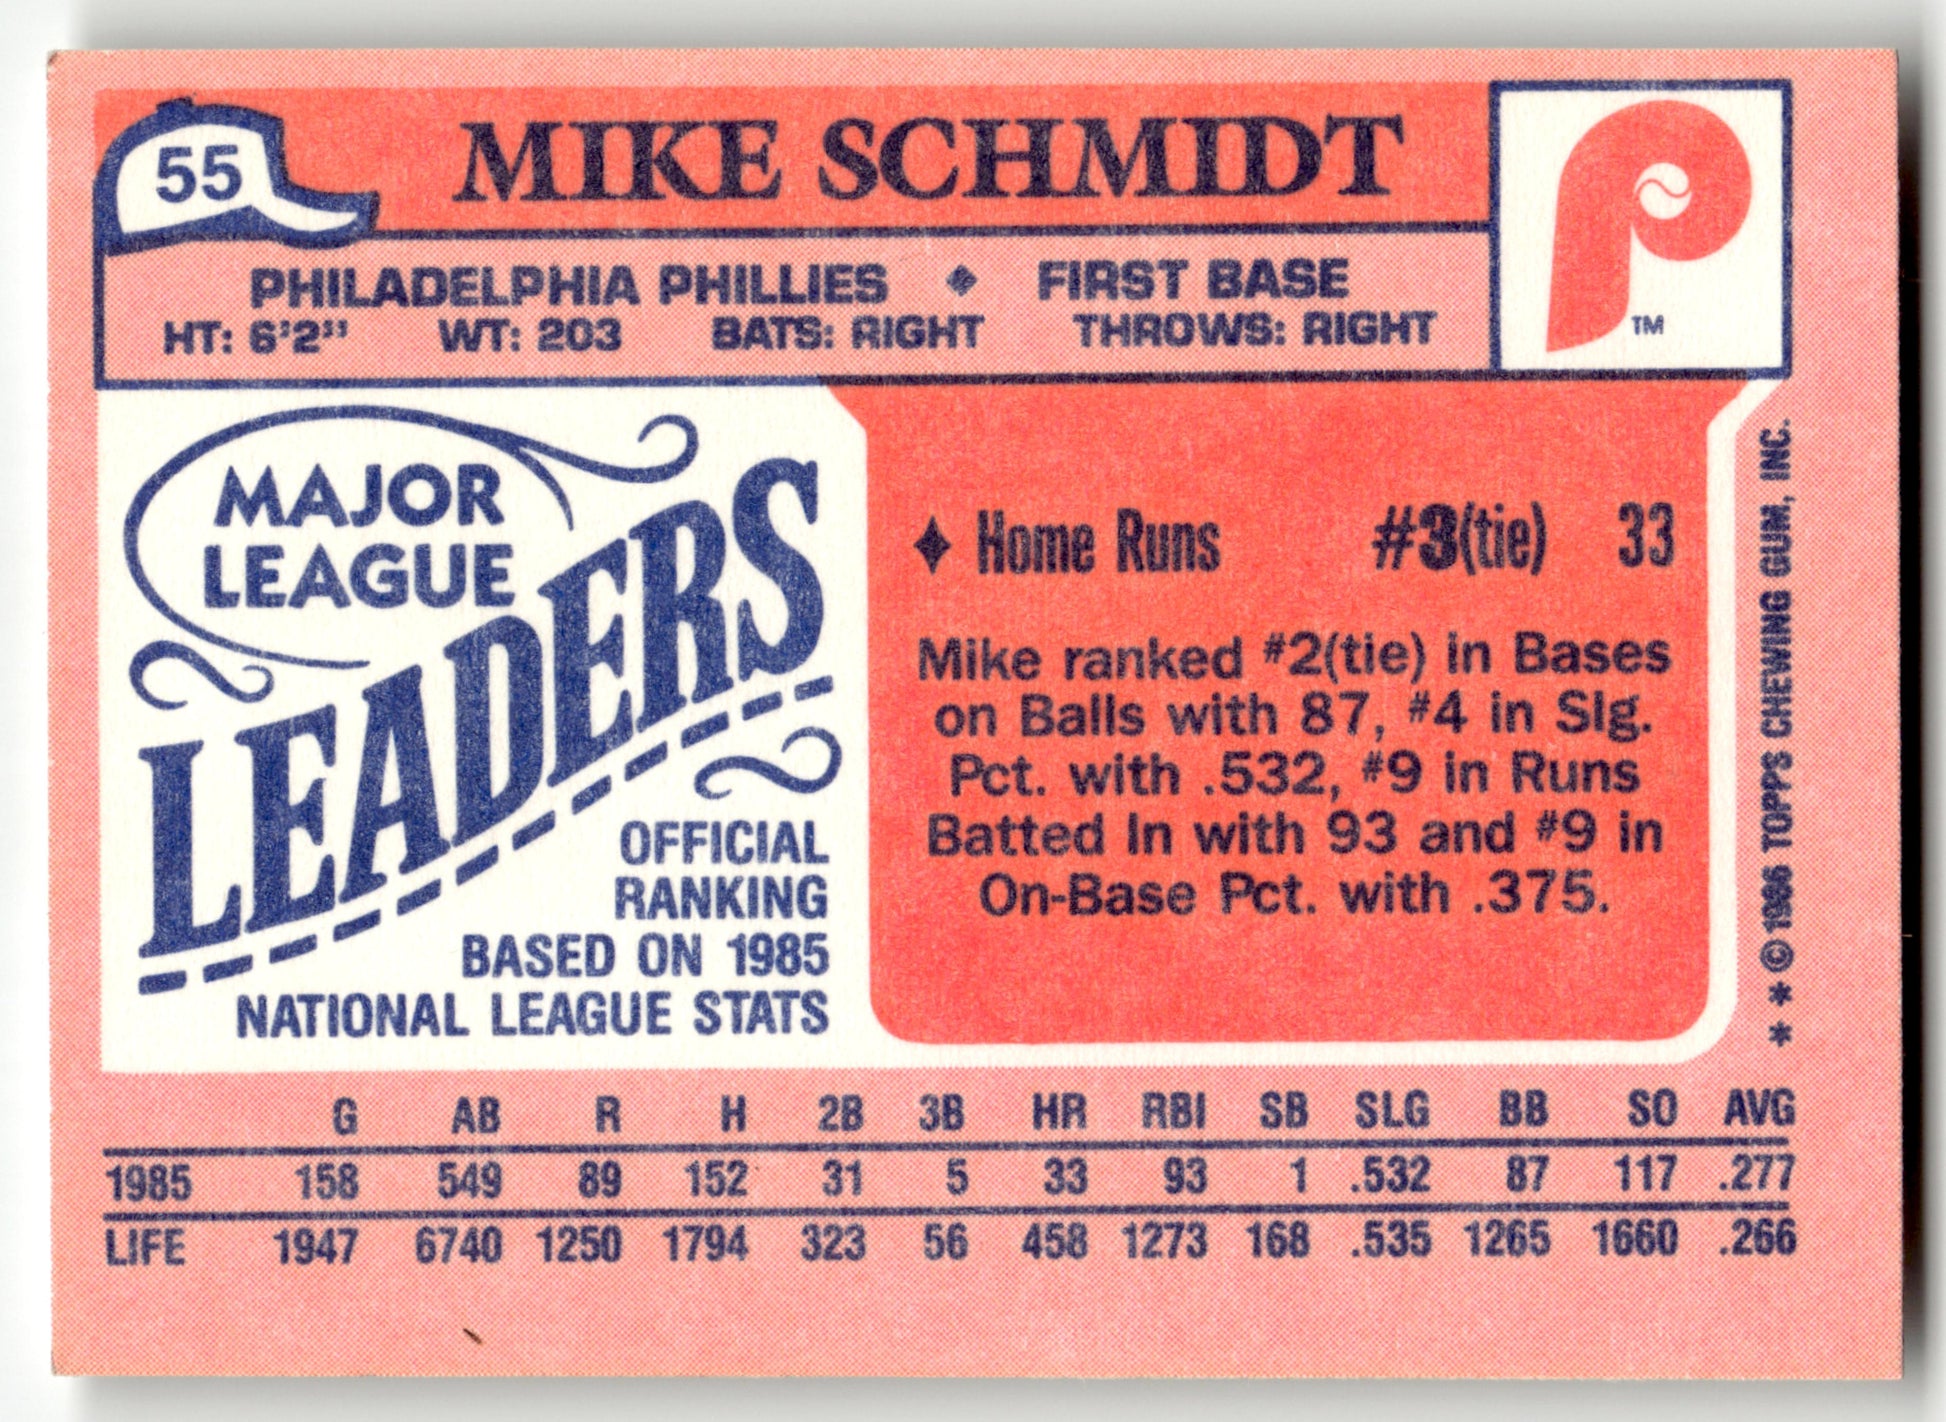 55
MIKE SCHMIDT
PHILADELPHIA PHILLIES ◆ FIRST BASE
HT: 6'2" WT: 203 BATS: RIGHT THROWS: RIGHT
P
TM
MAJOR
LEAGUE
LEADERS
OFFICIAL
RANKING
BASED ON 1985
NATIONAL LEAGUE STATS
♦ Home Runs #3(tie) 33
Mike ranked #2(tie) in Bases
on Balls with 87, #4 in Slg.
Pct. with .532, #9 in Runs
Batted In with 93 and #9 in
On-Base Pct. with .375.
* * © 1986 TOPPS CHEWING GUM, INC.
G AB R H 2B 3B HR RBI SB SLG BB SO AVG
1985 158 549 89 152 31 5 33 93 1 .532 87 117 .277
LIFE 1947 6740 1250 1794 323 56 458 1273 168 .535 1265 1660 .266